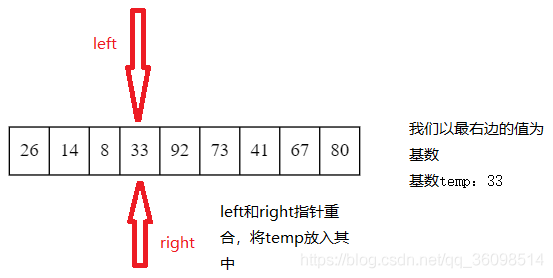 left
26 14 8 33 92 73 41 67 80
我们以最右边的值为
基数
基数temp：33
left和right指针重
合，将temp放入其
中
right
https://blog.csdn.net/qq_36098514